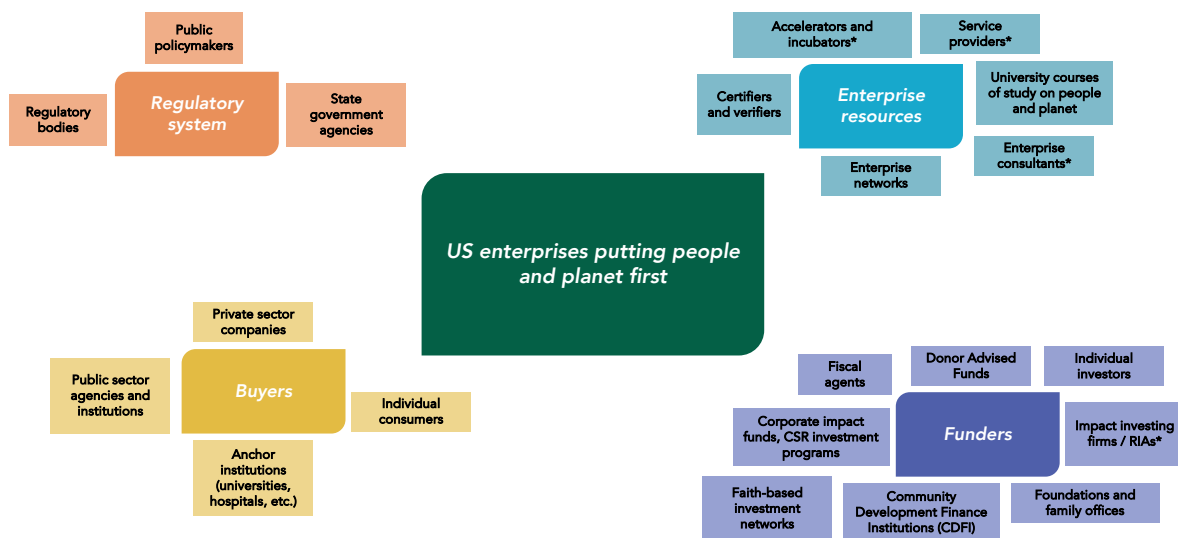 Public
policymakers
Regulatory
system
Regulatory
bodies
State
government
agencies
Accelerators and
incubators*
Service
providers*
Certifiers
and verifiers
Enterprise
resources
University courses
of study on people
and planet
Enterprise
networks
Enterprise
consultants*
US enterprises putting people
and planet first
Private sector
companies
Public sector
agencies and
institutions
Buyers
Individual
consumers
Anchor
institutions
(universities,
hospitals, etc.)
Fiscal
agents
Donor Advised
Funds
Individual
investors
Corporate impact
funds, CSR investment
programs
Funders
Impact investing
firms / RIAs*
Faith-based
investment
networks
Community
Development Finance
Institutions (CDFI)
Foundations and
family offices